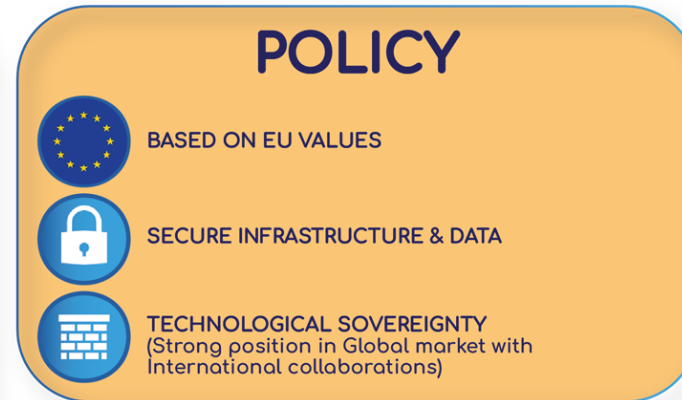 POLICY
BASED ON EU VALUES
SECURE INFRASTRUCTURE & DATA
TECHNOLOGICAL SOVEREIGNTY
(Strong position in Global market with
International collaborations)